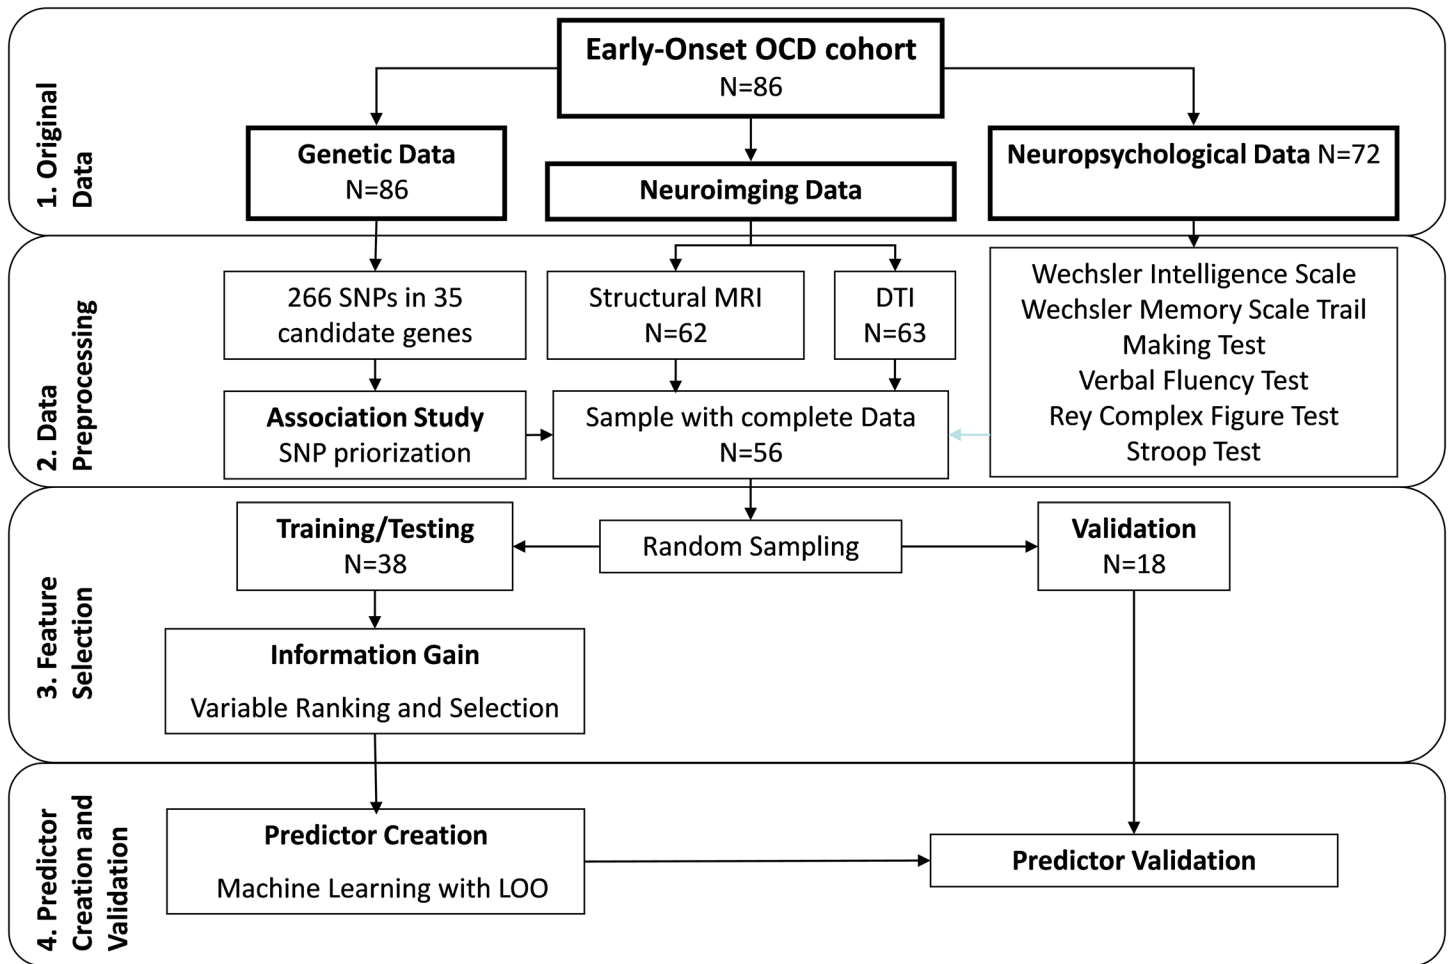 1. Original
Data
Early-Onset OCD cohort
N=86
Genetic Data
N=86
Neuroimging Data
Neuropsychological Data N=72
2. Data
Preprocessing
266 SNPs in 35
candidate genes
Structural MRI
N=62
DTI
N=63
Wechsler Intelligence Scale
Wechsler Memory Scale Trail
Making Test
Verbal Fluency Test
Rey Complex Figure Test
Stroop Test
Association Study
SNP priorization
Sample with complete Data
N=56
3. Feature
Selection
Training/Testing
N=38
Random Sampling
Validation
N=18
Information Gain
Variable Ranking and Selection
4. Predictor
Creation and
Validation
Predictor Creation
Machine Learning with LOO
Predictor Validation